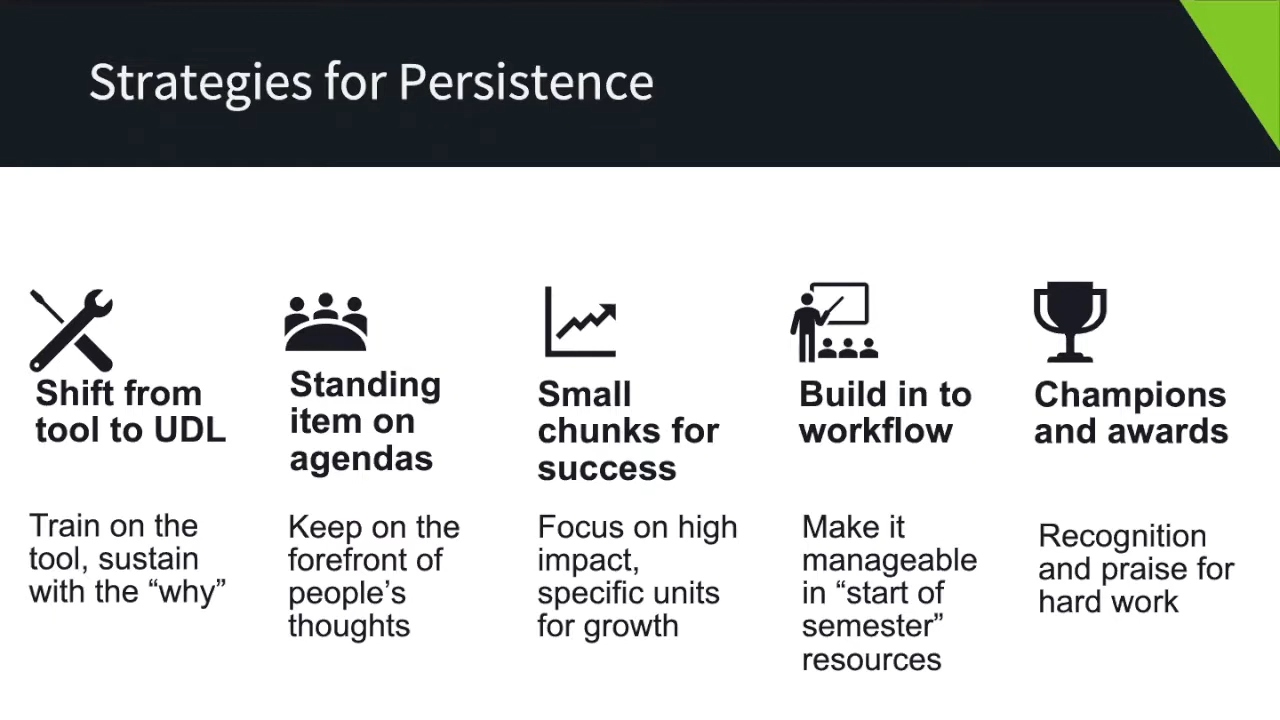 Strategies for Persistence
Shift from
tool to UDL
Train on the
tool, sustain
with the “why”
Standing
item on
agendas
Keep on the
forefront of
people’s
thoughts
Small
chunks for
success
Focus on high
impact,
specific units
for growth
Build in to
workflow
Make it
manageable
in “start of
semester”
resources
Champions
and awards
Recognition
and praise for
hard work